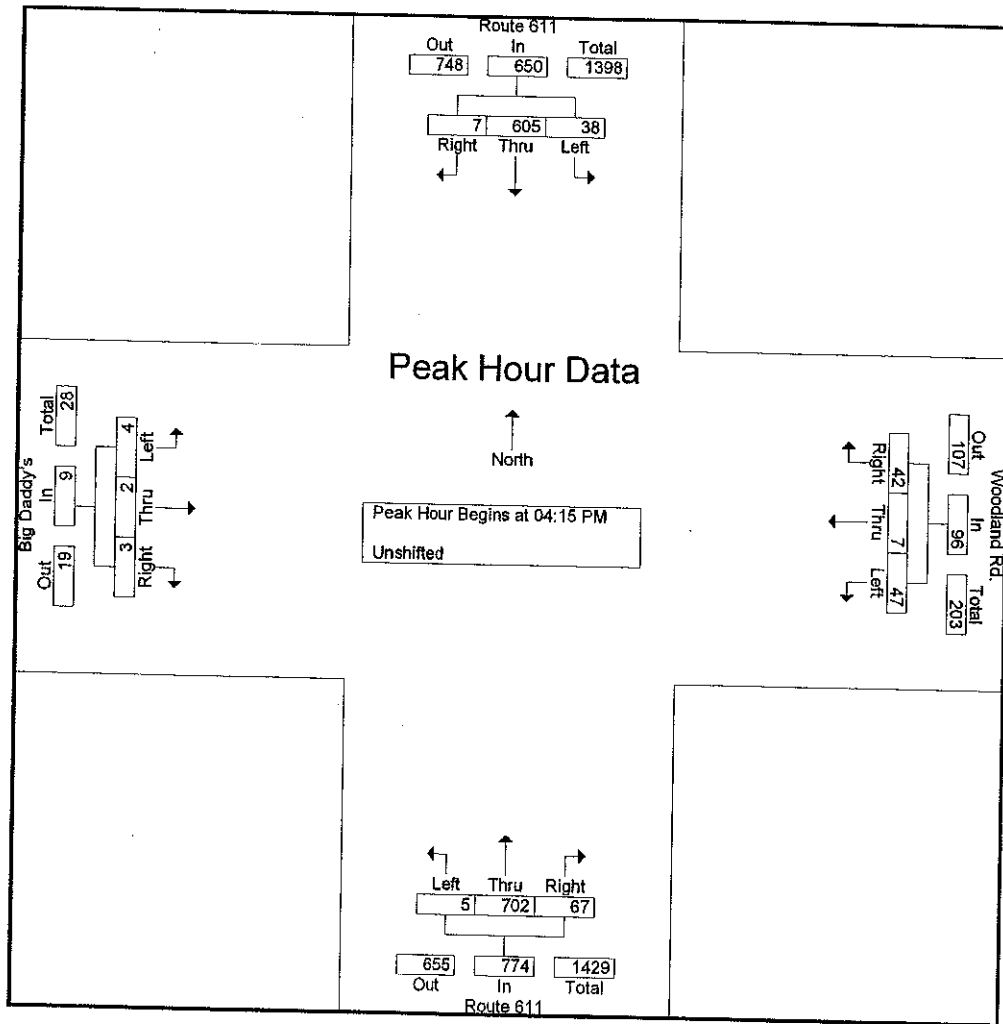 Route 611
Out In Total
748 650 1398
7 605 38
Right Thru Left
Peak Hour Data
North
Peak Hour Begins at 04:15 PM
Unshifted
Big Daddy's
Out In Total
19 9 28
Right Thru Left
3 2 4
Woodland Rd.
Out In Total
107 96 203
42 7 47
Right Thru Left
Left Thru Right
5 702 67
655 774 1429
Out In Total
Route 611